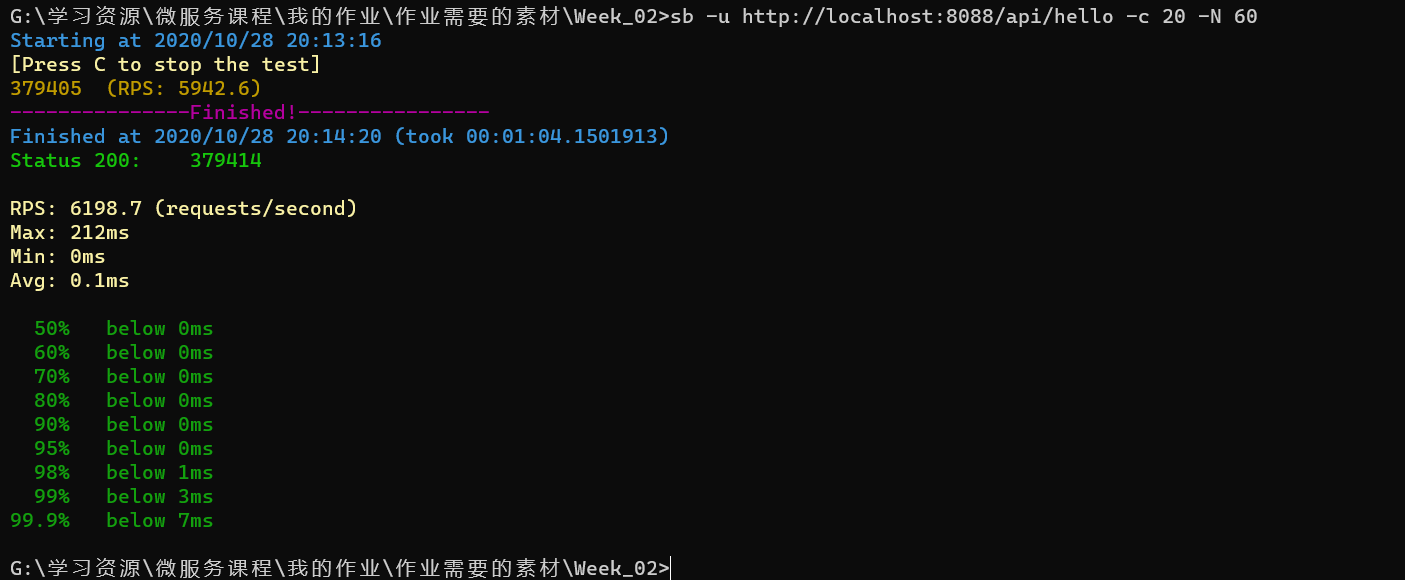 G:\学习资源\微服务课程\我的作业\作业需要的素材\Week_02>sb -u http://localhost:8088/api/hello -c 20 -N 60
Starting at 2020/10/28 20:13:16
[Press C to stop the test]
379405  (RPS: 5942.6)
---------------Finished!----------------
Finished at 2020/10/28 20:14:20 (took 00:01:04.1501913)
Status 200:    379414
RPS: 6198.7 (requests/second)
Max: 212ms
Min: 0ms
Avg: 0.1ms
50%   below 0ms
60%   below 0ms
70%   below 0ms
80%   below 0ms
90%   below 0ms
95%   below 0ms
98%   below 1ms
99%   below 3ms
99.9%   below 7ms
G:\学习资源\微服务课程\我的作业\作业需要的素材\Week_02>